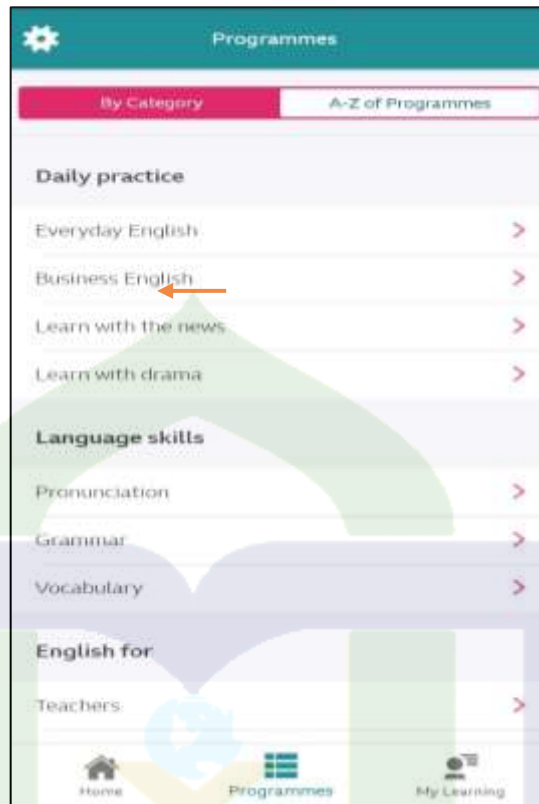 Programmes
By Category
A-Z of Programmes
Daily practice
Everyday English
Business English
Learn with the news
Learn with drama
Language skills
Pronunciation
Grammar
Vocabulary
English for
Teachers
Home
Programmes
My Learning